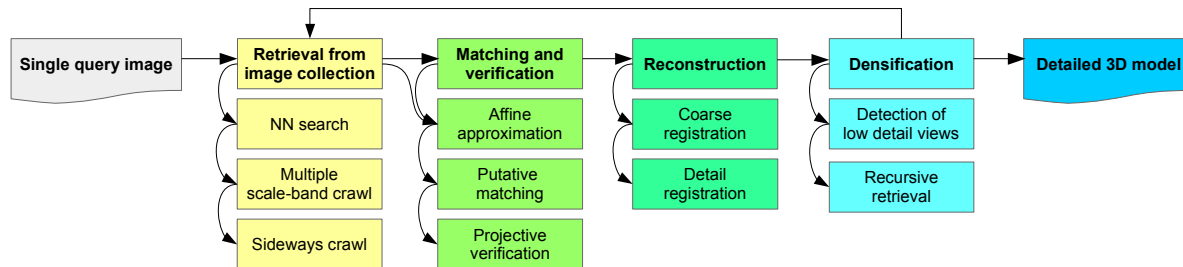 Single query image
Retrieval from
image collection
NN search
Multiple
scale-band crawl
Sideways crawl
Matching and
verification
Affine
approximation
Putative
matching
Projective
verification
Reconstruction
Coarse
registration
Detail
registration
Densification
Detection of
low detail views
Recursive
retrieval
Detailed 3D model